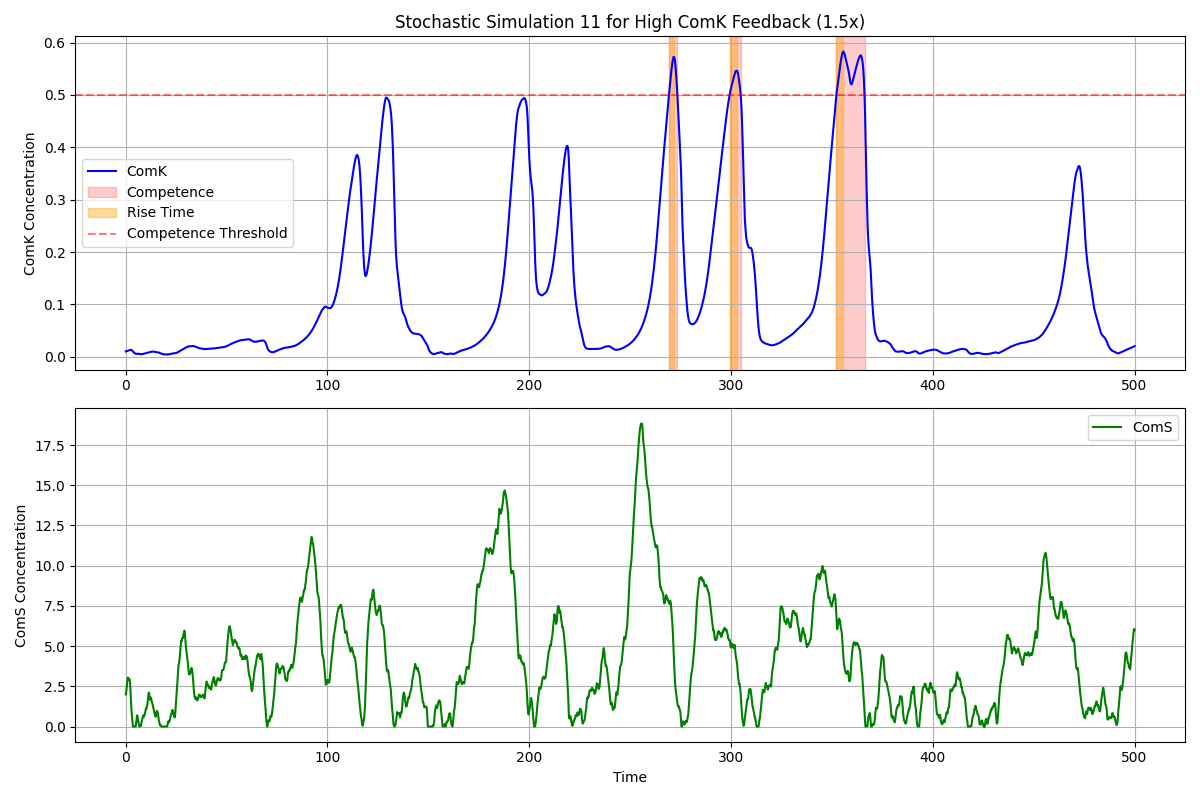 Stochastic Simulation 11 for High ComK Feedback (1.5x)
ComK Concentration
0.6
0.5
0.4
0.3
0.2
0.1
0.0
ComK
Competence
Rise Time
Competence Threshold
0 100 200 300 400 500
ComS Concentration
17.5
15.0
12.5
10.0
7.5
5.0
2.5
0.0
ComS
0 100 200 300 400 500
Time